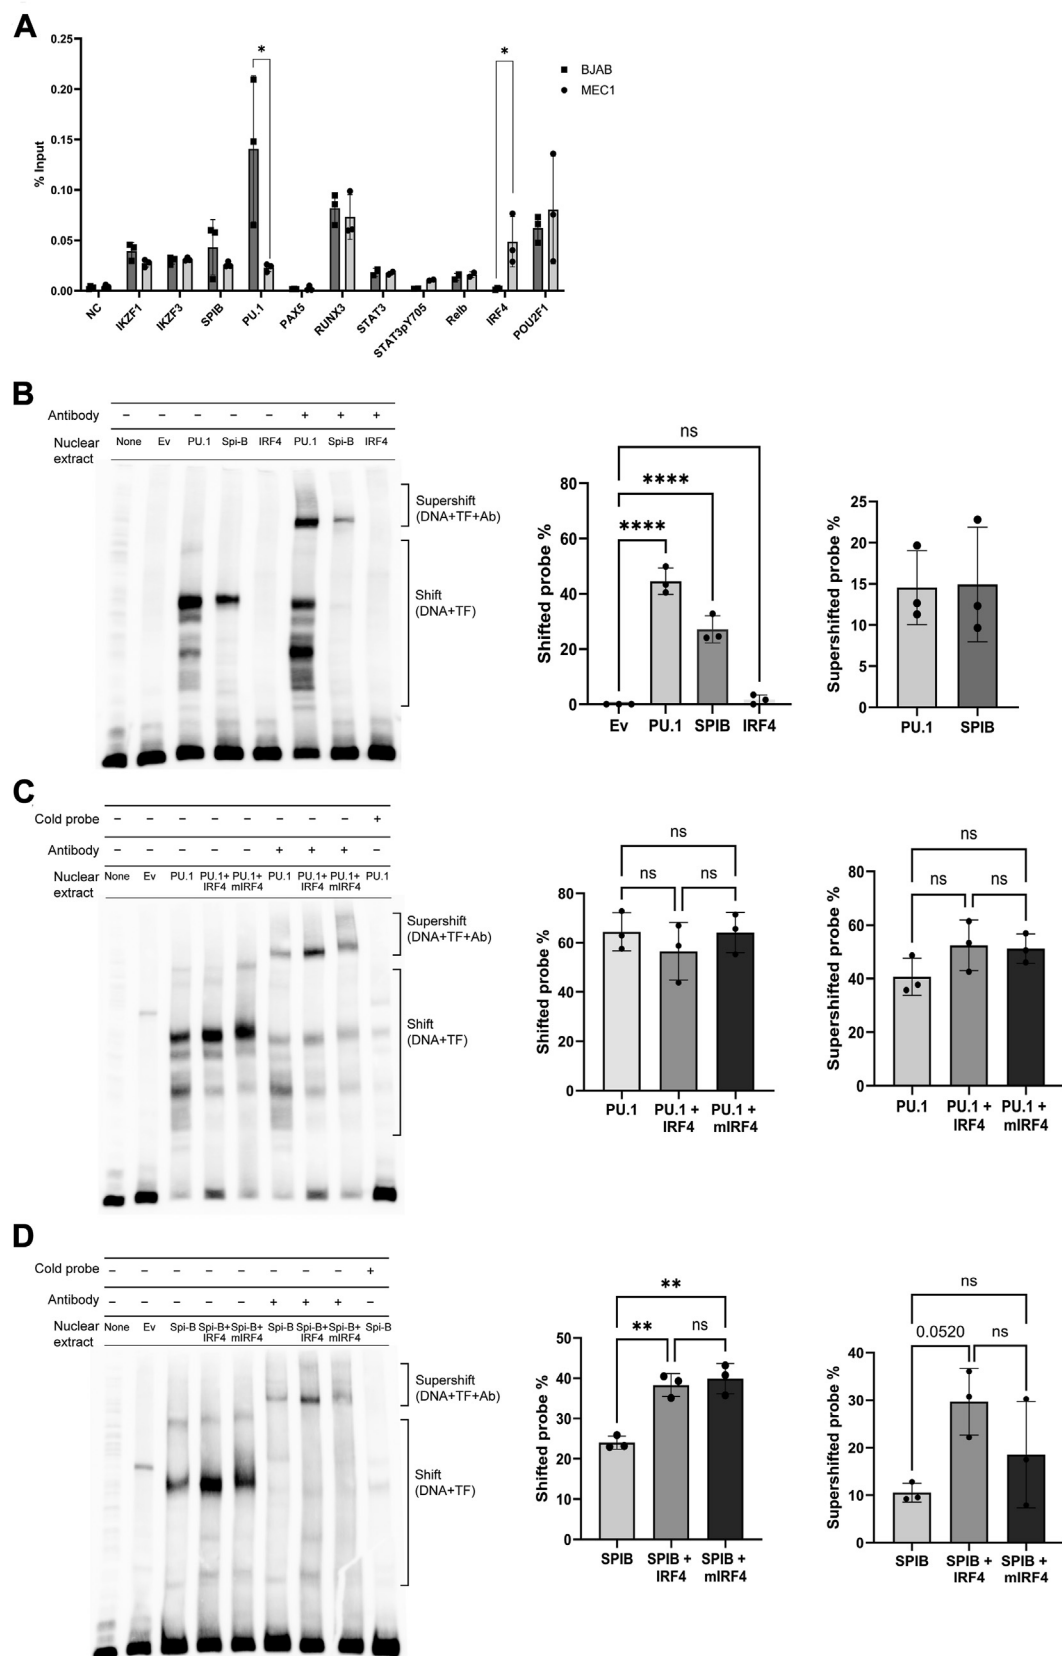 A
0.25
0.20
0.15
0.10
0.05
0.00
% Input
*
*
BJAB
MEC1
NC
IKZF1
IKZF3
SPIB
PU.1
PAX5
RUNX3
STAT3
STAT3pY705
Relb
IRF4
POU2F1
B
Antibody − − − − − + + +
Nuclear extract None Ev PU.1 Spi-B IRF4 PU.1 Spi-B IRF4
Supershift
(DNA+TF+Ab)
Shift
(DNA+TF)
Shifted probe %
80
60
40
20
0
ns
****
****
Ev PU.1 SPIB IRF4
Supershifted probe %
25
20
15
10
5
0
PU.1 SPIB
C
Cold probe − − − − − − − − +
Antibody − − − − − + + + −
Nuclear extract None Ev PU.1 PU.1+IRF4 PU.1+mIRF4 PU.1 PU.1+IRF4 PU.1+mIRF4 PU.1
Supershift
(DNA+TF+Ab)
Shift
(DNA+TF)
Shifted probe %
80
60
40
20
0
ns
ns ns
PU.1 PU.1 + IRF4 PU.1 + mIRF4
Supershifted probe %
80
60
40
20
0
ns
ns ns
PU.1 PU.1 + IRF4 PU.1 + mIRF4
D
Cold probe − − − − − − − − +
Antibody − − − − − + + + −
Nuclear extract None Ev Spi-B Spi-B+IRF4 Spi-B+mIRF4 Spi-B Spi-B+IRF4 Spi-B+mIRF4 Spi-B
Supershift
(DNA+TF+Ab)
Shift
(DNA+TF)
Shifted probe %
50
40
30
20
10
0
**
** ns
SPIB SPIB + IRF4 SPIB + mIRF4
Supershifted probe %
40
30
20
10
0
ns
0.0520 ns
SPIB SPIB + IRF4 SPIB + mIRF4